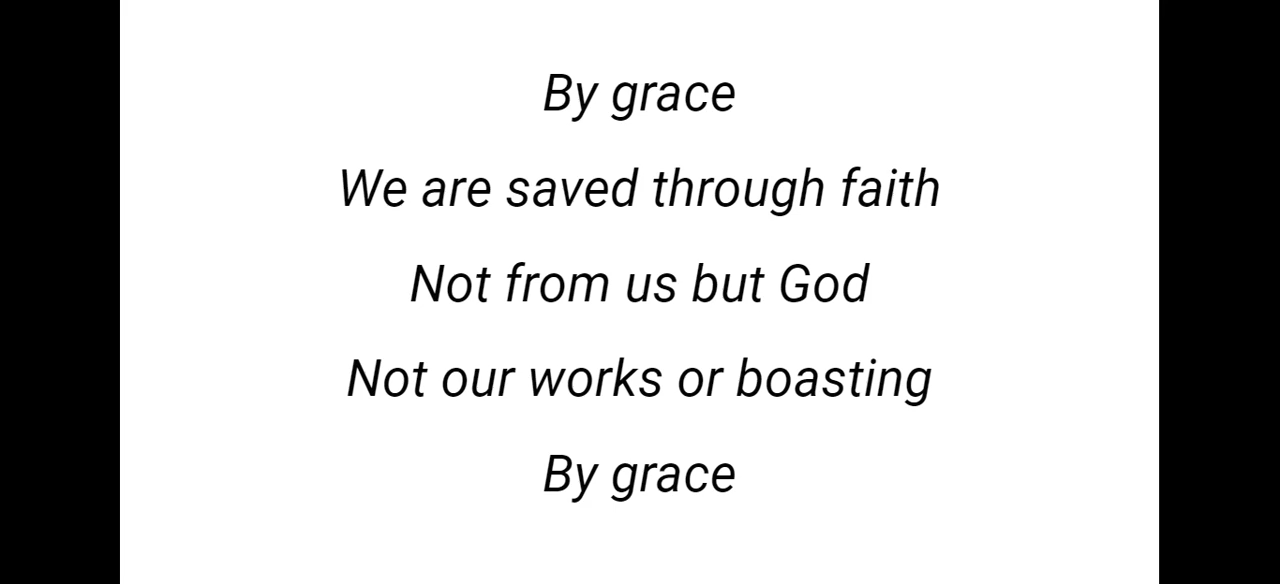 By grace
We are saved through faith
Not from us but God
Not our works or boasting
By grace